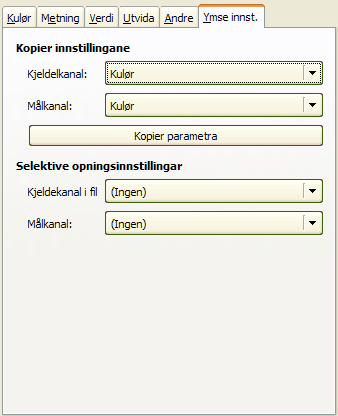 Kulør Metning Verdi Utvida Andre Ymse innst.
Kopier innstillingane
Kjeldelkanal: Kulør
Målkanal: Kulør
Kopier parametra
Selektive opningsinnstillingar
Kjeldekanal i fil (Ingen)
Målkanal: (Ingen)